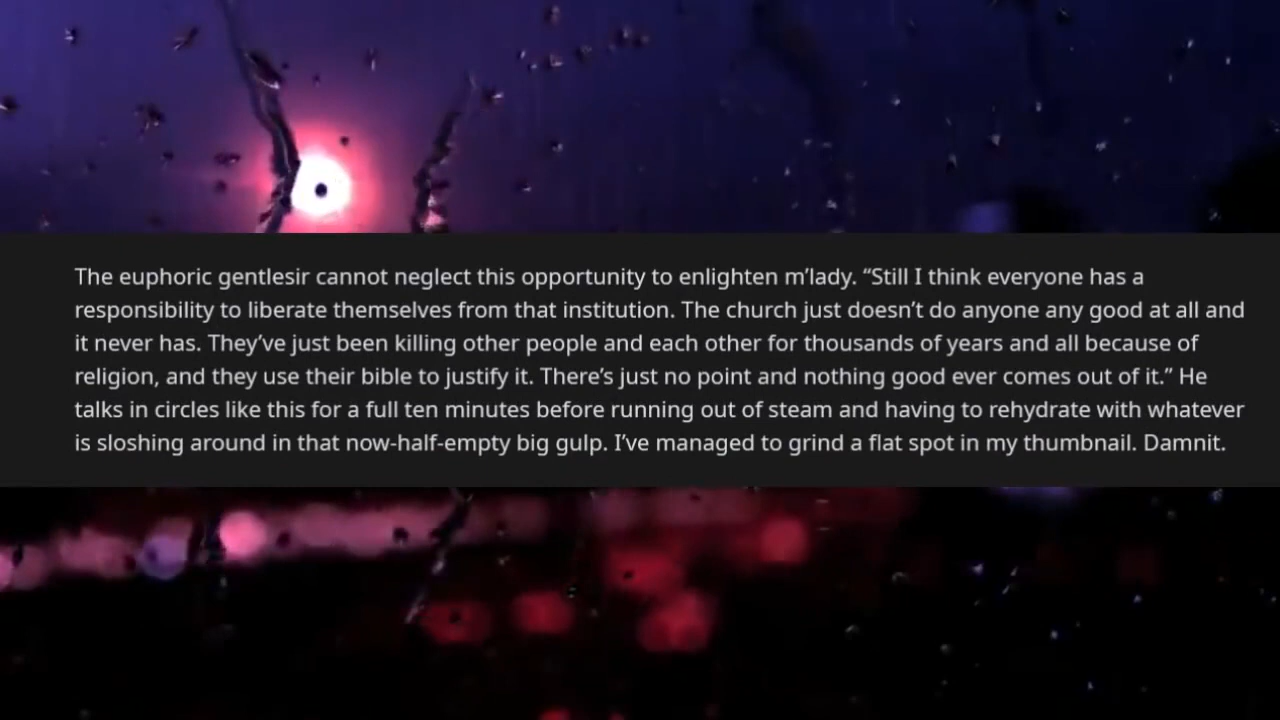 The euphoric gentlesir cannot neglect this opportunity to enlighten m’lady. “Still I think everyone has a
responsibility to liberate themselves from that institution. The church just doesn’t do anyone any good at all and
it never has. They’ve just been killing other people and each other for thousands of years and all because of
religion, and they use their bible to justify it. There’s just no point and nothing good ever comes out of it.” He
talks in circles like this for a full ten minutes before running out of steam and having to rehydrate with whatever
is sloshing around in that now-half-empty big gulp. I’ve managed to grind a flat spot in my thumbnail. Damnit.